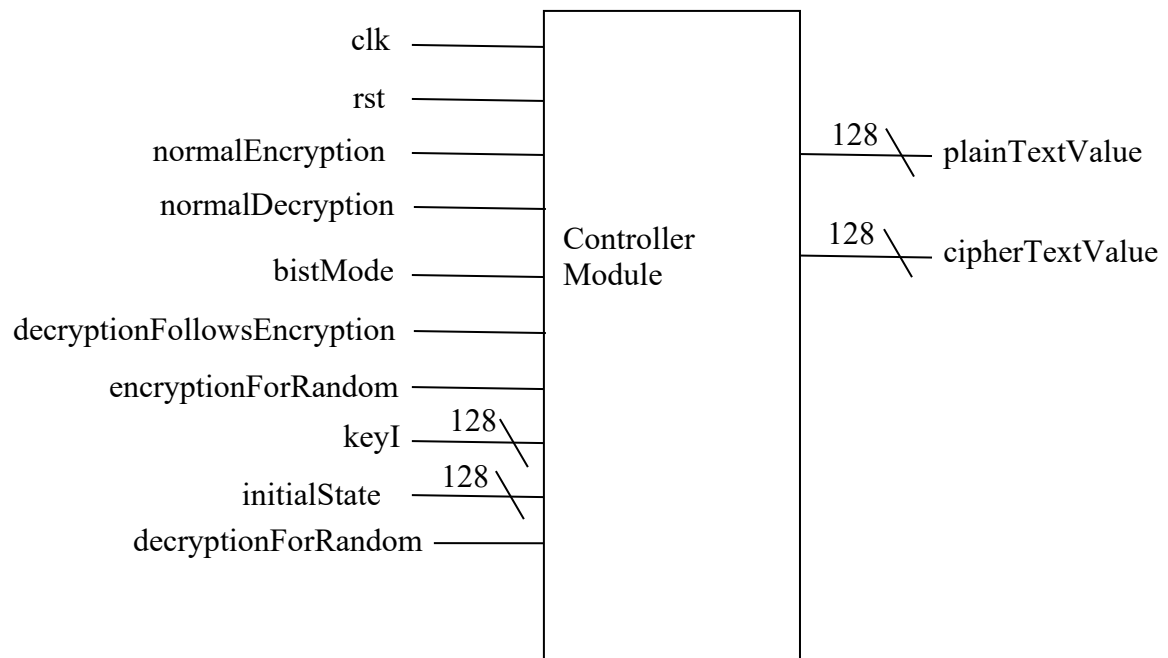 clk
rst
normalEncryption
normalDecryption
bistMode
decryptionFollowsEncryption
encryptionForRandom
keyI
128
initialState
128
decryptionForRandom
Controller
Module
128
plainTextValue
128
cipherTextValue